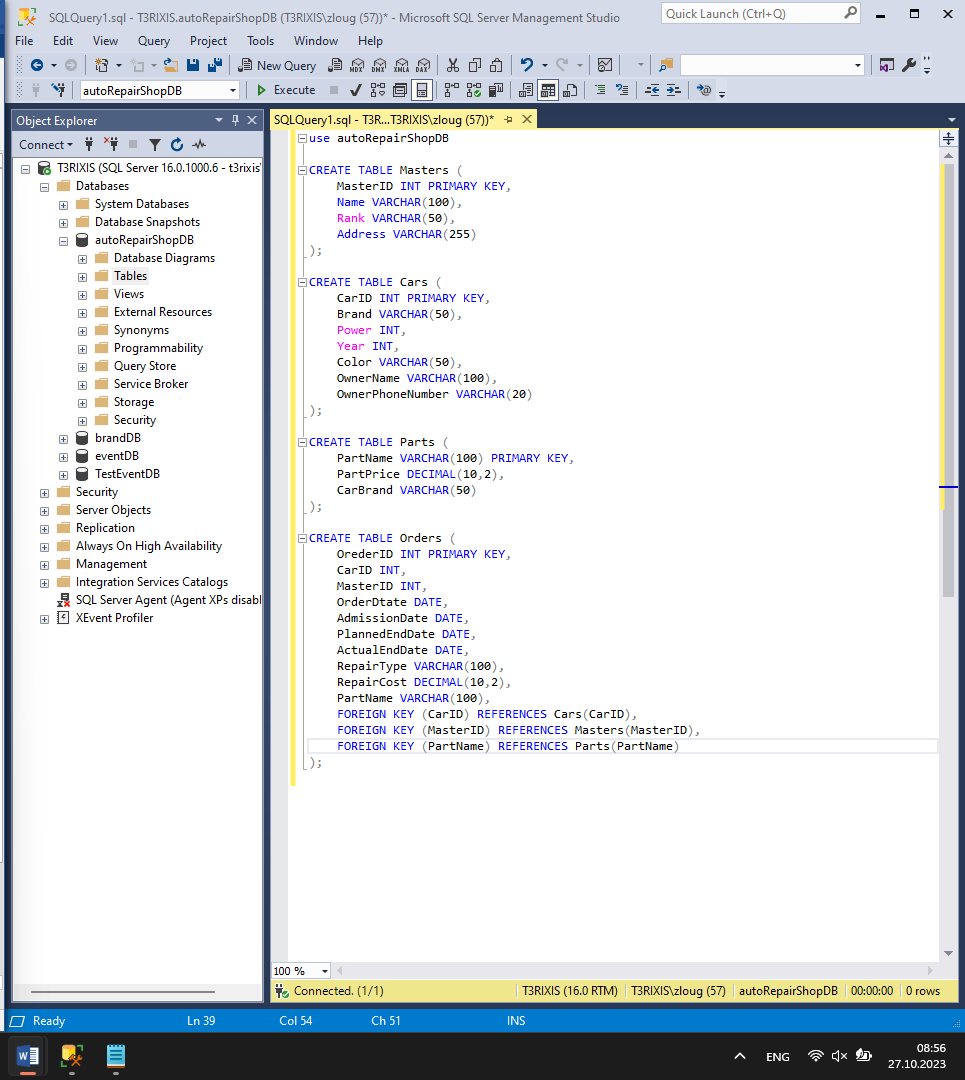 SQLQuery1.sql - T3RIXIS.autoRepairShopDB (T3RIXIS\zloug (57))* - Microsoft SQL Server Management Studio
Quick Launch (Ctrl+Q)
File Edit View Query Project Tools Window Help
New Query MDX DMX XMLA DAX
autoRepairShopDB Execute
Object Explorer
Connect
T3RIXIS (SQL Server 16.0.1000.6 - t3rixis\
Databases
System Databases
Database Snapshots
autoRepairShopDB
Database Diagrams
Tables
Views
External Resources
Synonyms
Programmability
Query Store
Service Broker
Storage
Security
brandDB
eventDB
TestEventDB
Security
Server Objects
Replication
Always On High Availability
Management
Integration Services Catalogs
SQL Server Agent (Agent XPs disabl
XEvent Profiler
SQLQuery1.sql - T3R...T3RIXIS\zloug (57))*
use autoRepairShopDB
CREATE TABLE Masters (
MasterID INT PRIMARY KEY,
Name VARCHAR(100),
Rank VARCHAR(50),
Address VARCHAR(255)
);
CREATE TABLE Cars (
CarID INT PRIMARY KEY,
Brand VARCHAR(50),
Power INT,
Year INT,
Color VARCHAR(50),
OwnerName VARCHAR(100),
OwnerPhoneNumber VARCHAR(20)
);
CREATE TABLE Parts (
PartName VARCHAR(100) PRIMARY KEY,
PartPrice DECIMAL(10,2),
CarBrand VARCHAR(50)
);
CREATE TABLE Orders (
OrederID INT PRIMARY KEY,
CarID INT,
MasterID INT,
OrderDtate DATE,
AdmissionDate DATE,
PlannedEndDate DATE,
ActualEndDate DATE,
RepairType VARCHAR(100),
RepairCost DECIMAL(10,2),
PartName VARCHAR(100),
FOREIGN KEY (CarID) REFERENCES Cars(CarID),
FOREIGN KEY (MasterID) REFERENCES Masters(MasterID),
FOREIGN KEY (PartName) REFERENCES Parts(PartName)
);
100 %
Connected. (1/1) T3RIXIS (16.0 RTM) T3RIXIS\zloug (57) autoRepairShopDB 00:00:00 0 rows
Ready Ln 39 Col 54 Ch 51 INS
W
ENG
08:56
27.10.2023